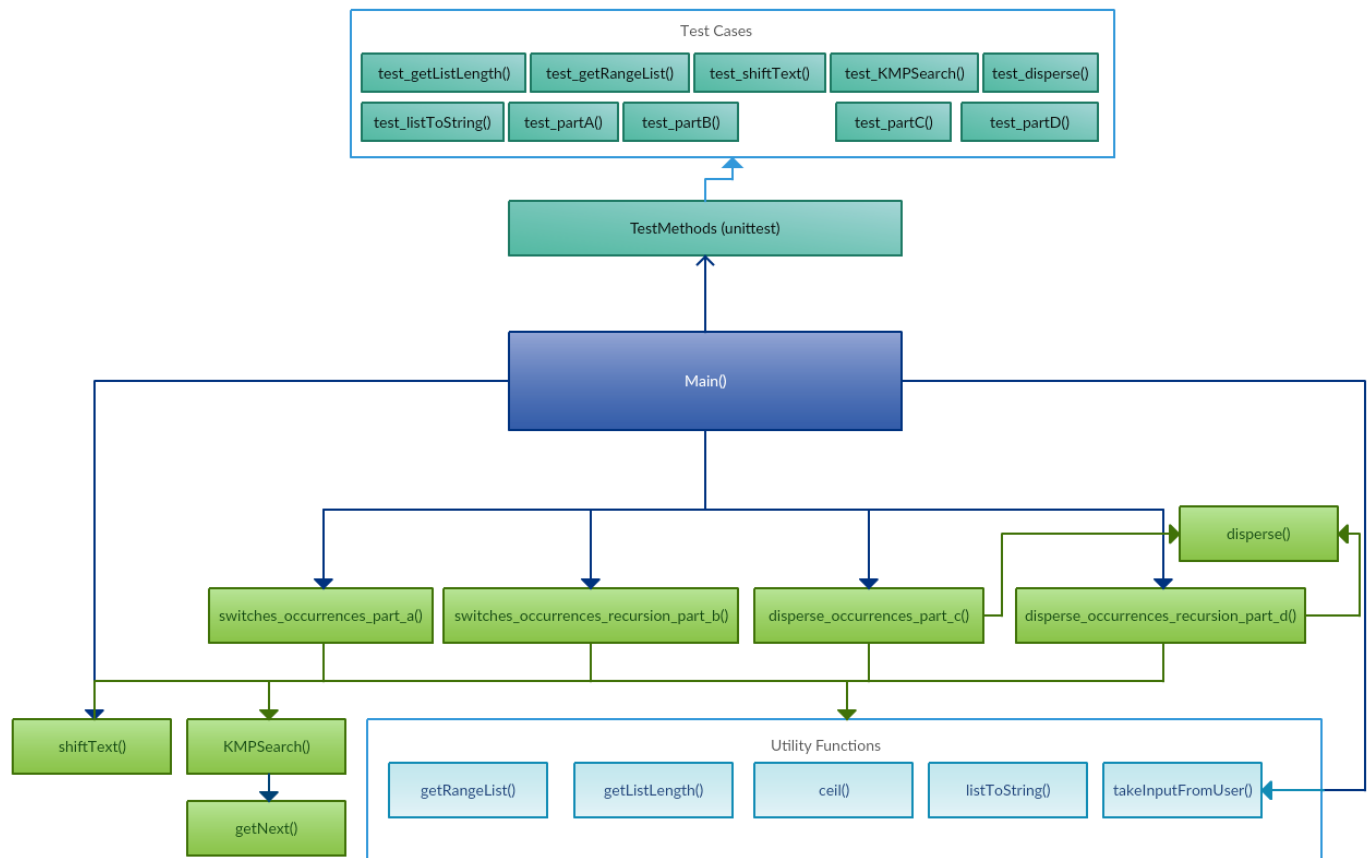 Test Cases
test_getListLength()
test_getRangeList()
test_shiftText()
test_KMPSearch()
test_disperse()
test_listToString()
test_partA()
test_partB()
test_partC()
test_partD()
TestMethods (unittest)
Main()
disperse()
switches_occurrences_part_a()
switches_occurrences_recursion_part_b()
disperse_occurrences_part_c()
disperse_occurrences_recursion_part_d()
shiftText()
KMPSearch()
getNext()
Utility Functions
getRangeList()
getListLength()
ceil()
listToString()
takeInputFromUser()